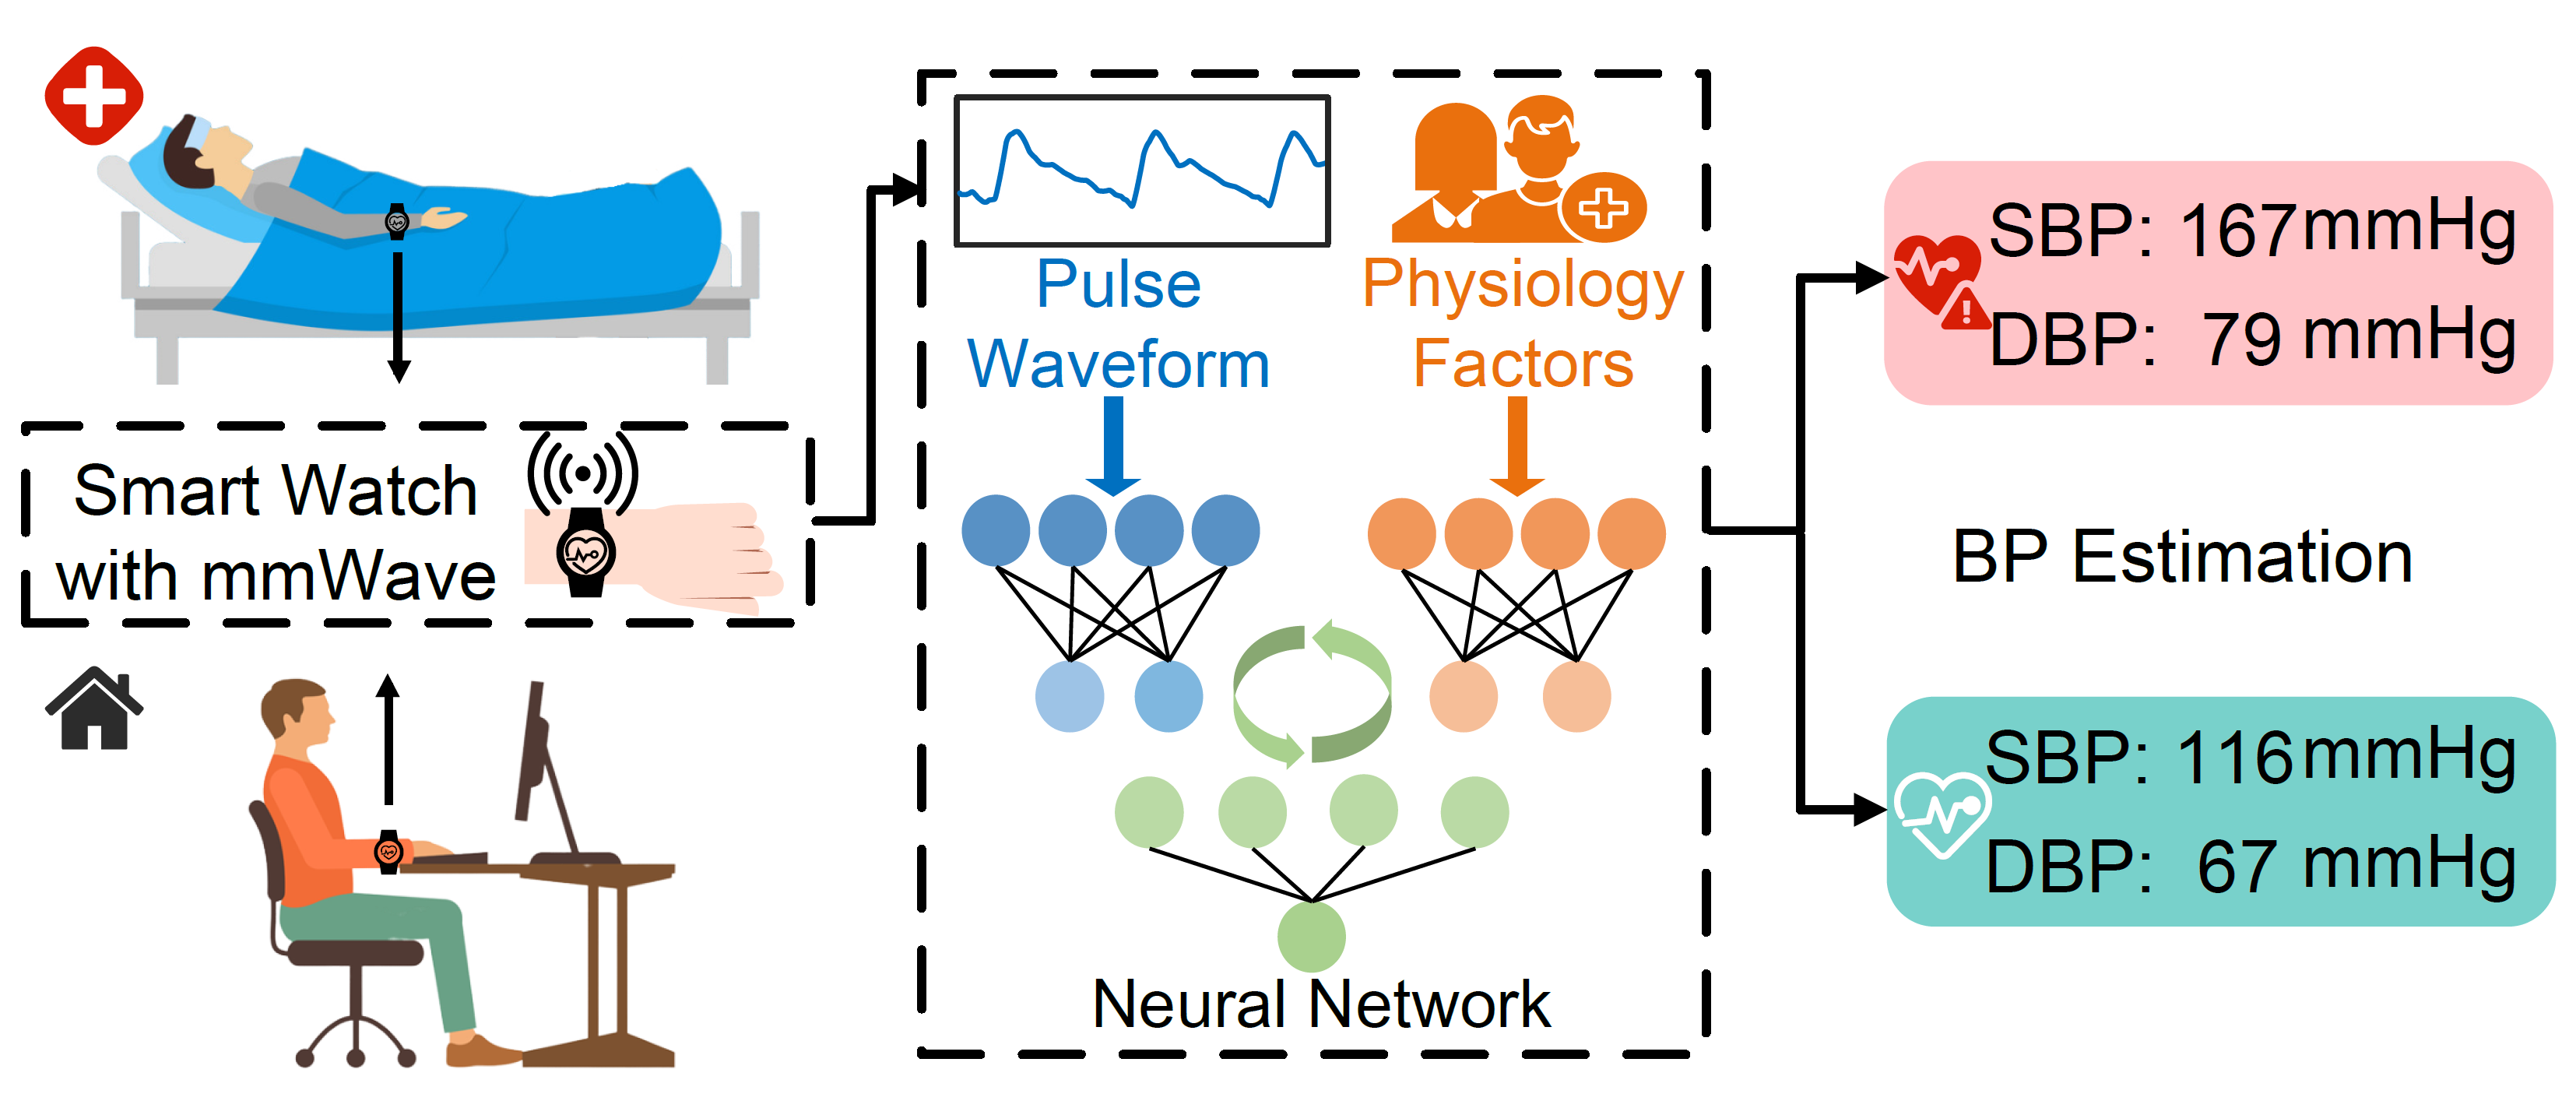 Smart Watch
with mmWave
Pulse
Waveform
Physiology
Factors
Neural Network
SBP: 167mmHg
DBP: 79 mmHg
BP Estimation
SBP: 116mmHg
DBP: 67 mmHg